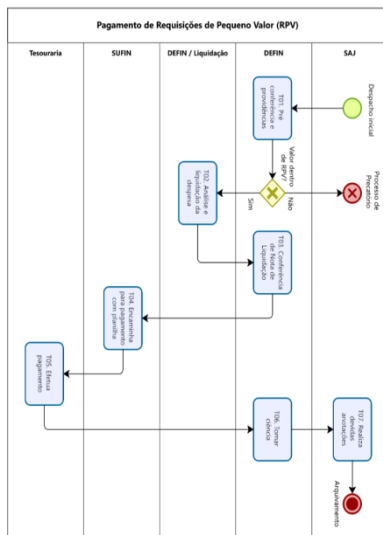 Pagamento de Requisições de Pequeno Valor (RPV)
Tesouraria
SUFIN
DEFIN / Liquidação
DEFIN
SAJ
Despacho inicial
T01. Pré
conferência e
providências
Valor dentro
de RPV?
Não
Sim
Processo de
Precatório
T02. Análise e
liquidação da
despesa
T03. Conferência
de Nota de
Liquidação
T04. Encaminha
para pagamento
com planilha
T05. Efetua
pagamento
T06. Tomar
ciência
T07. Realiza
devidas
anotações
Arquivamento